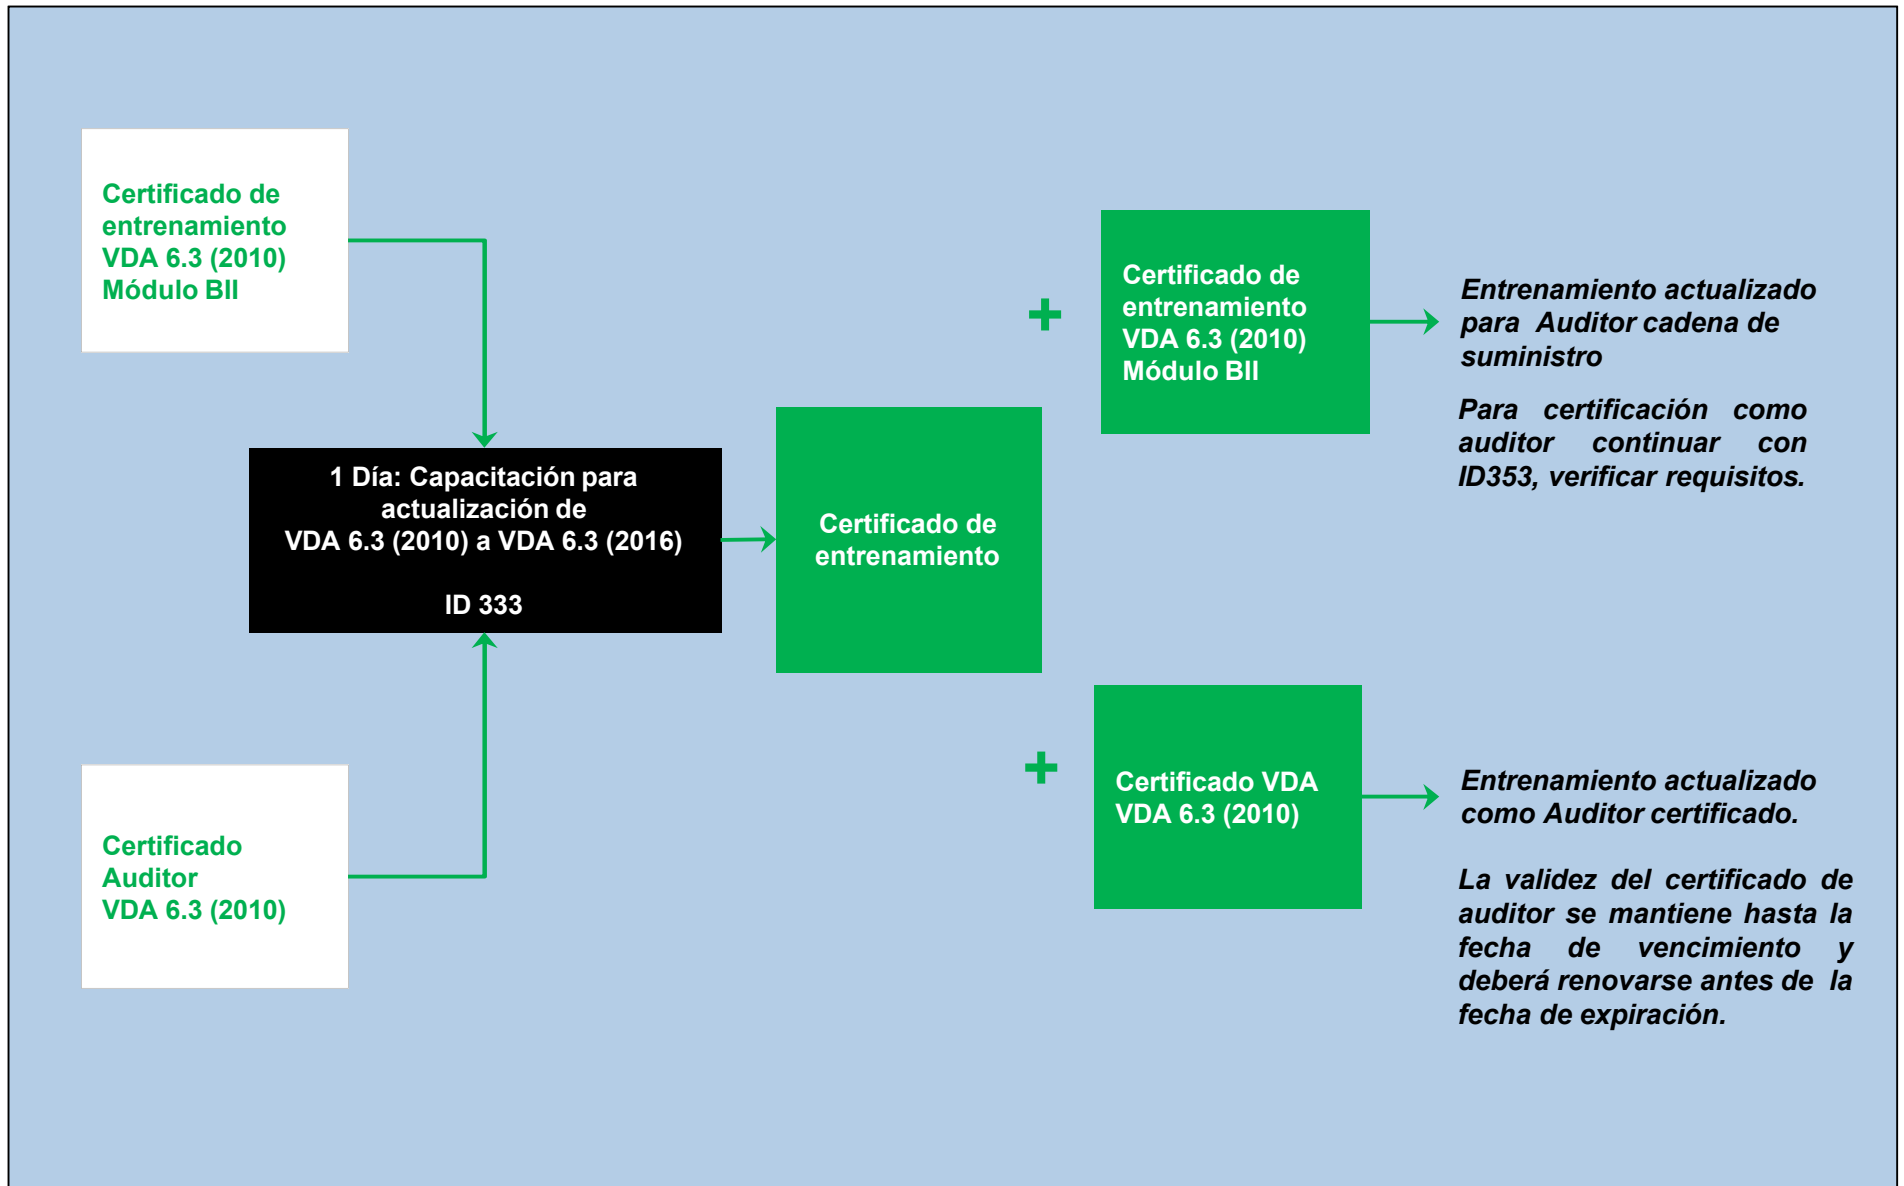 Certificado de
entrenamiento
VDA 6.3 (2010)
Módulo BII
1 Día: Capacitación para
actualización de
VDA 6.3 (2010) a VDA 6.3 (2016)
ID 333
Certificado
Auditor
VDA 6.3 (2010)
Certificado de
entrenamiento
+
Certificado de
entrenamiento
VDA 6.3 (2010)
Módulo BII
Entrenamiento actualizado
para Auditor cadena de
suministro
Para certificación como
auditor continuar con
ID353, verificar requisitos.
+
Certificado VDA
VDA 6.3 (2010)
Entrenamiento actualizado
como Auditor certificado.
La validez del certificado de
auditor se mantiene hasta la
fecha de vencimiento y
deberá renovarse antes de la
fecha de expiración.